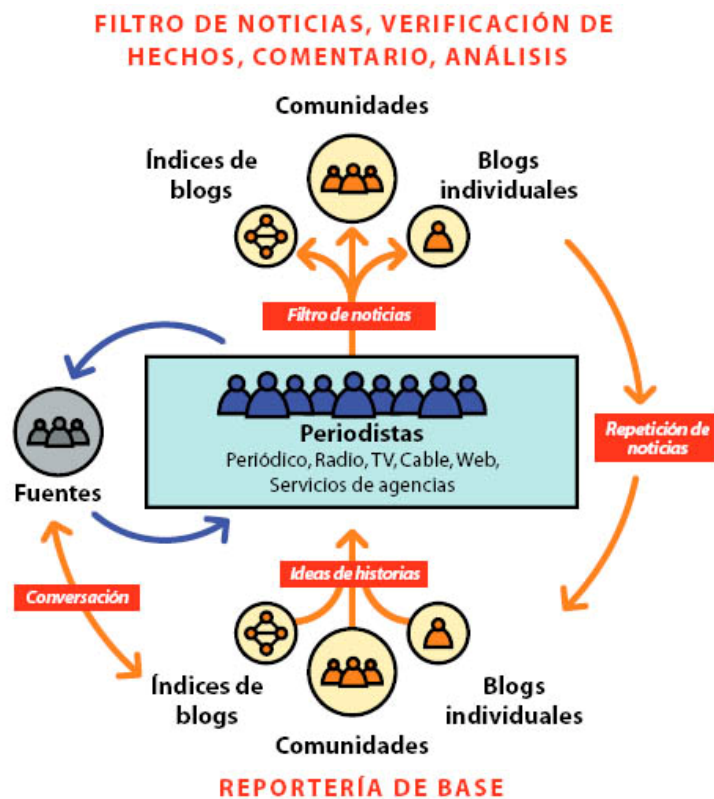 FILTRO DE NOTICIAS, VERIFICACIÓN DE
HECHOS, COMENTARIO, ANÁLISIS
Comunidades
Índices de
blogs
Blogs
individuales
Filtro de noticias
Periodistas
Periódico, Radio, TV, Cable, Web,
Servicios de agencias
Fuentes
Repetición de
noticias
Ideas de historias
Conversación
Índices de
blogs
Blogs
individuales
Comunidades
REPORTERÍA DE BASE